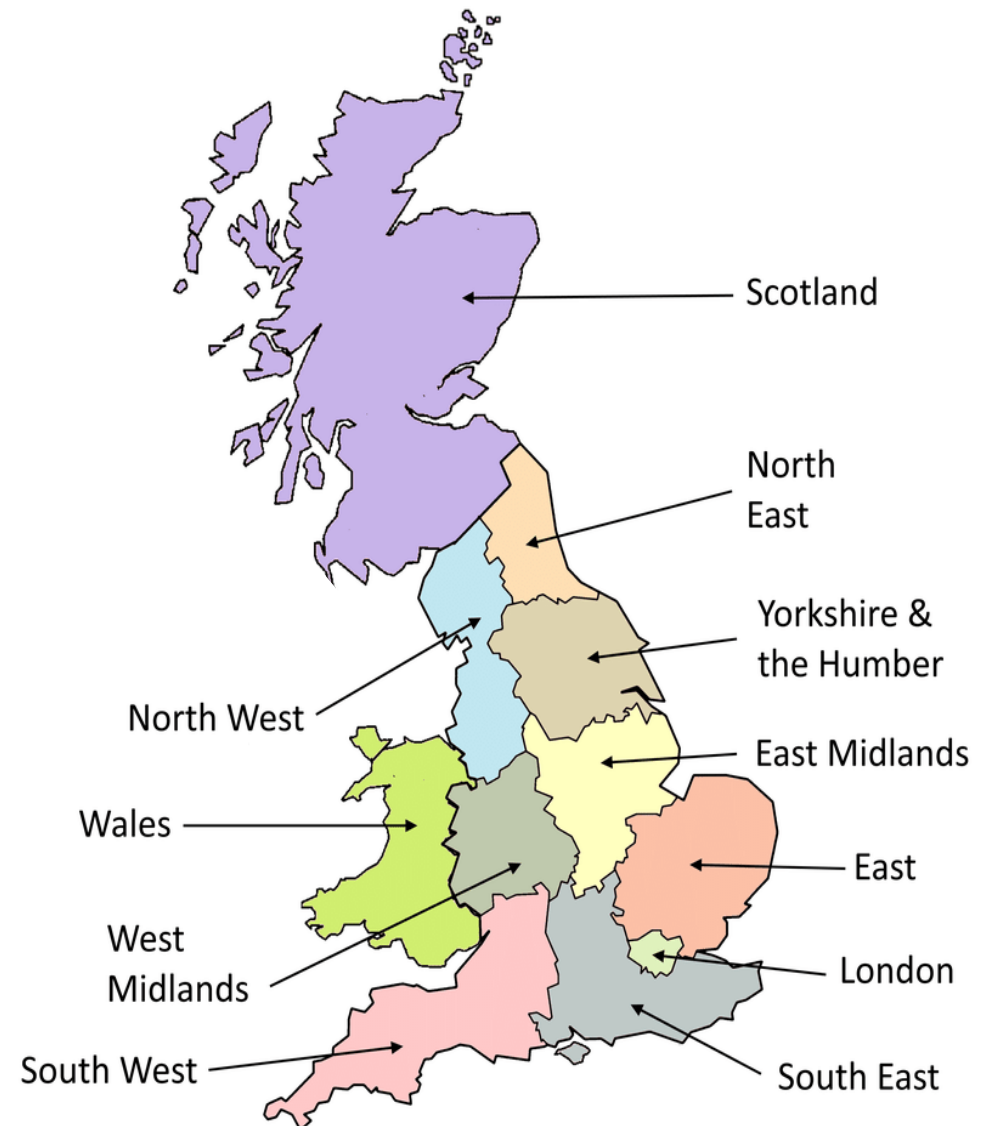 Scotland
North
East
Yorkshire &
the Humber
North West
East Midlands
Wales
East
West
Midlands
London
South West
South East